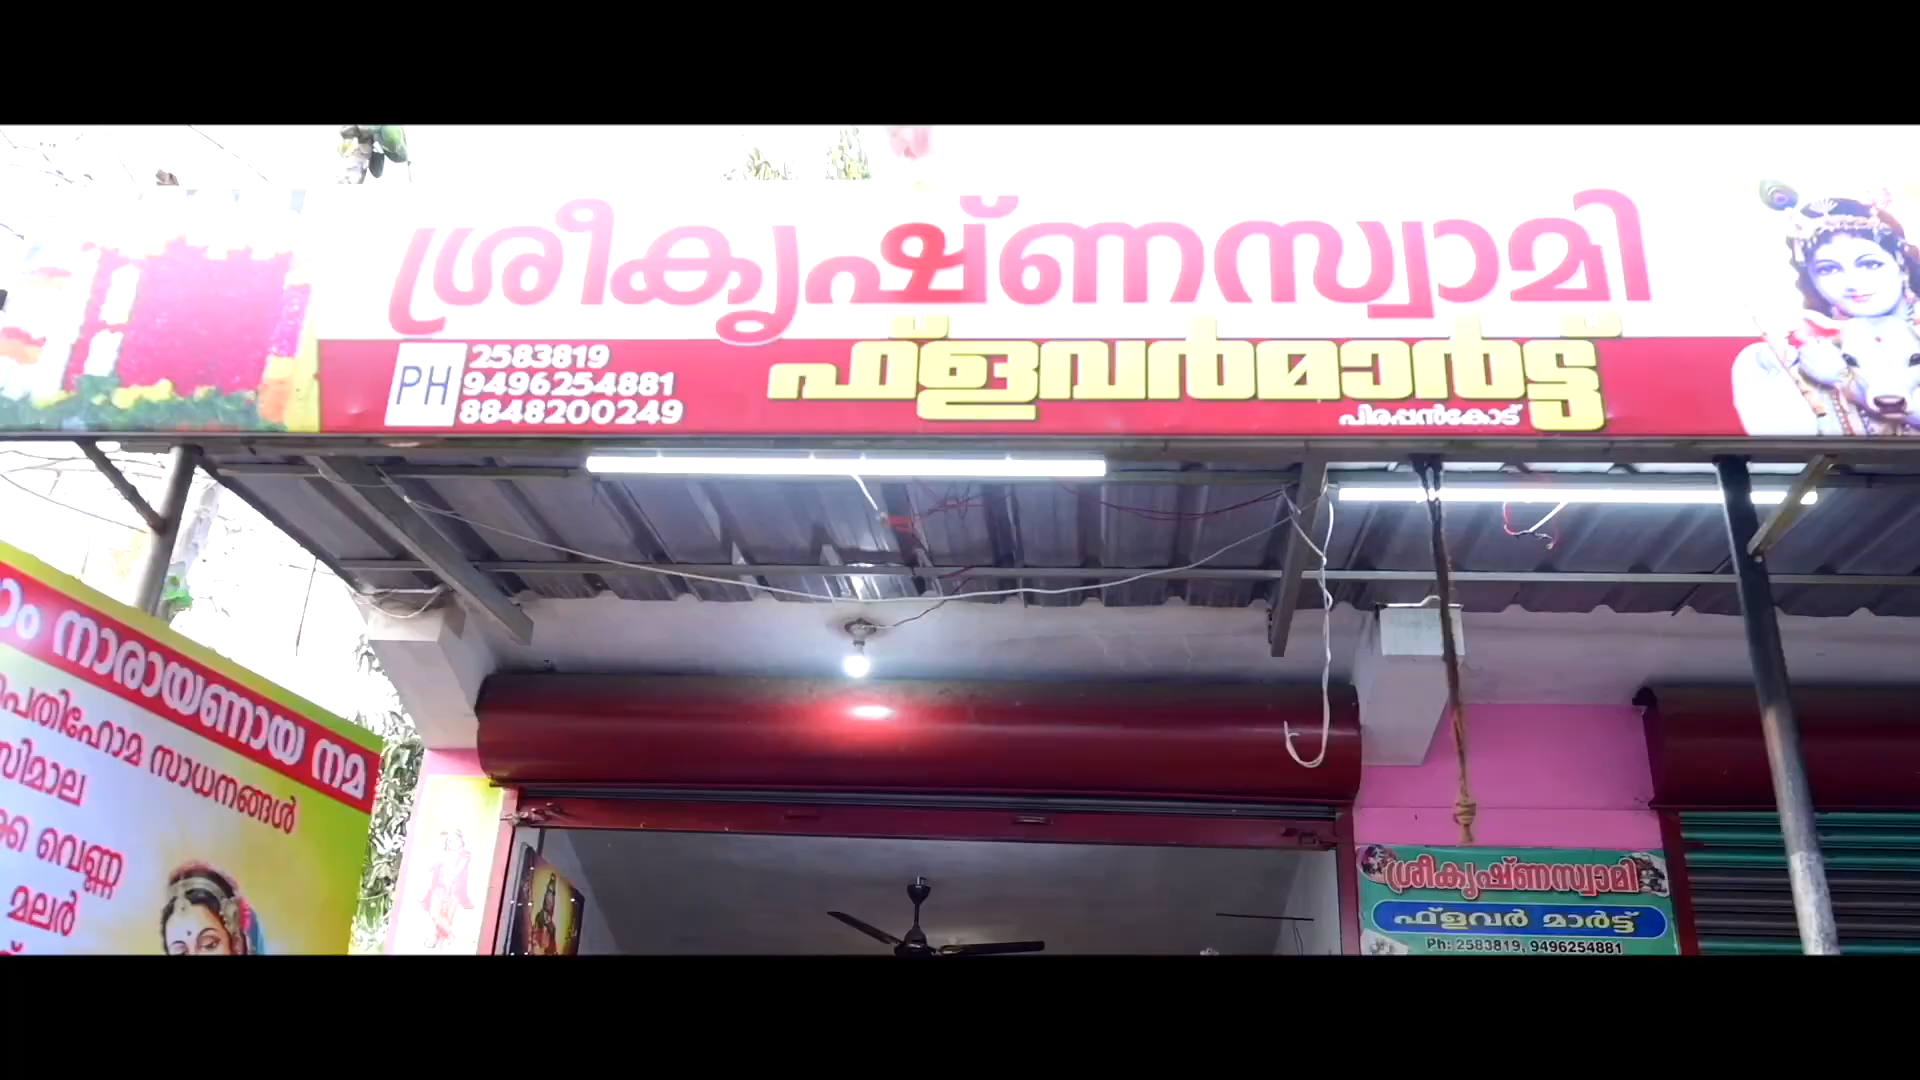 ശ്രീകൃഷ്ണസ്വാമി
ഫ്ളവർമാർട്ട്
പിരപ്പൻകോട്
PH 2583819
9496254881
8848200249
നാരായണായ നമ
സാധനങ്ങൾ
വെണ്ണ
മലർ
ശ്രീകൃഷ്ണസ്വാമി
ഫ്ളവർ മാർട്ട്
Ph: 2583819, 9496254881